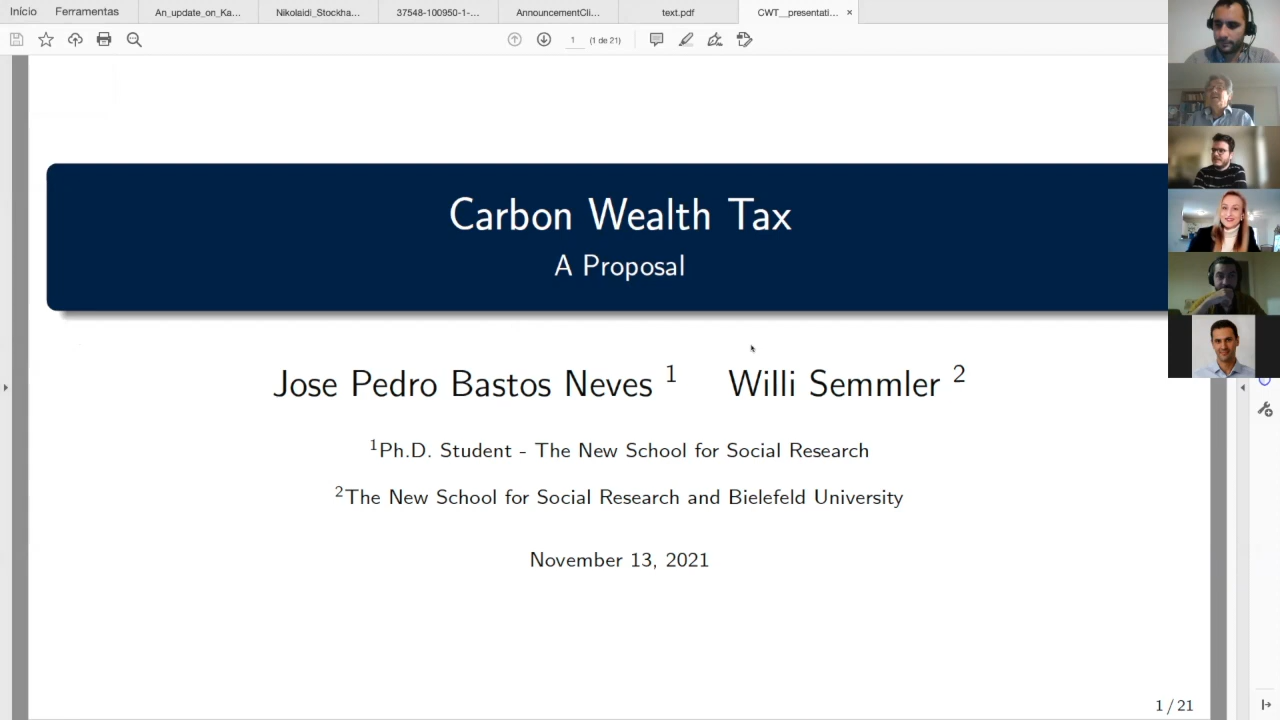 Início Ferramentas An_update_on_Ka... Nikolaidi_Stockha... 37548-100950-1-... AnnouncementCli... text.pdf CWT__presentati... ×
1 (1 de 21)
Carbon Wealth Tax
A Proposal
Jose Pedro Bastos Neves 1 Willi Semmler 2
1Ph.D. Student - The New School for Social Research
2The New School for Social Research and Bielefeld University
November 13, 2021
1 / 21